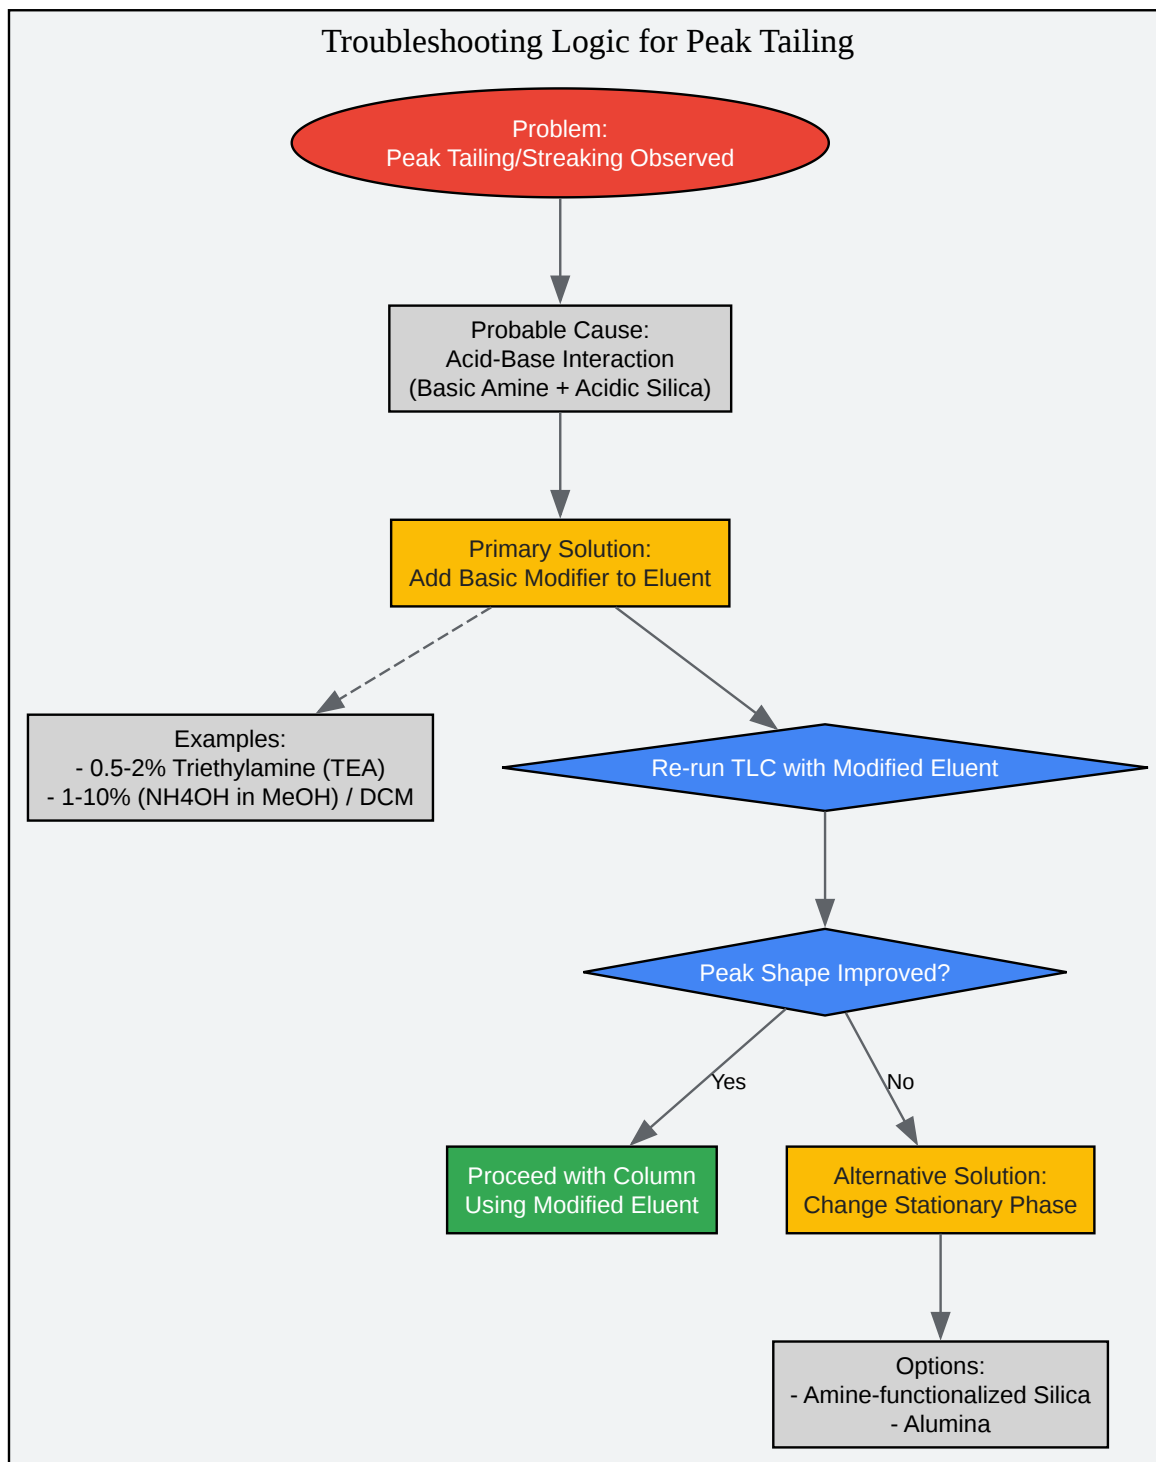 Troubleshooting Logic for Peak Tailing
Problem:
Peak Tailing/Streaking Observed
Probable Cause:
Acid-Base Interaction
(Basic Amine + Acidic Silica)
Primary Solution:
Add Basic Modifier to Eluent
Examples:
- 0.5-2% Triethylamine (TEA)
- 1-10% (NH4OH in MeOH) / DCM
Re-run TLC with Modified Eluent
Peak Shape Improved?
Yes
No
Proceed with Column
Using Modified Eluent
Alternative Solution:
Change Stationary Phase
Options:
- Amine-functionalized Silica
- Alumina